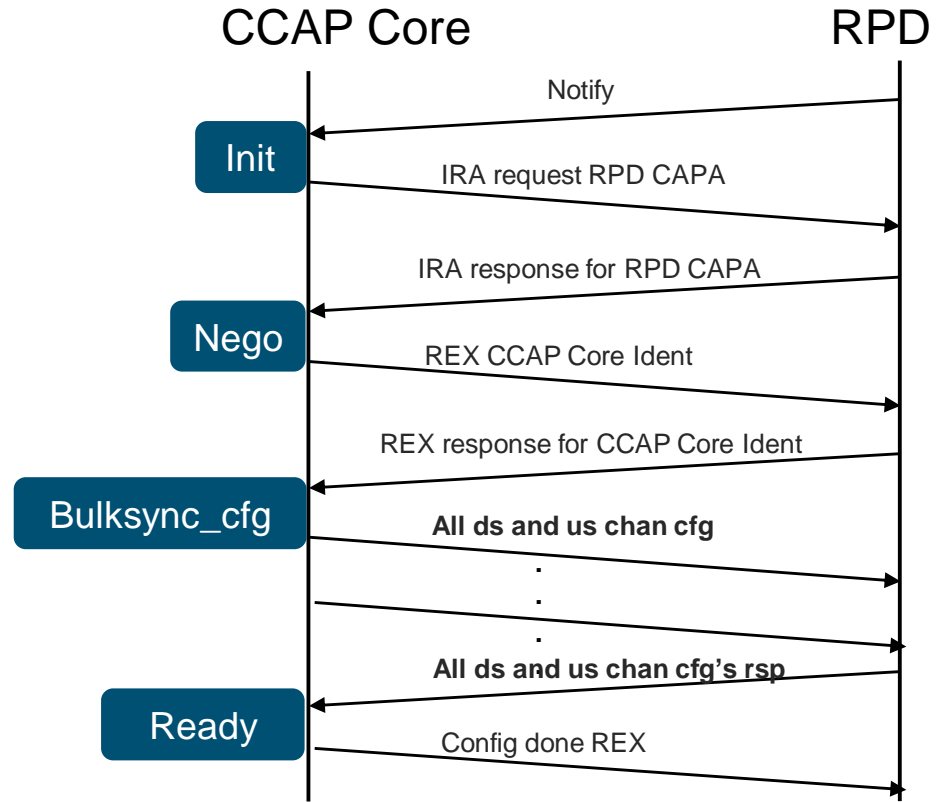 CCAP Core
RPD
Notify
Init
IRA request RPD CAPA
IRA response for RPD CAPA
Nego
REX CCAP Core Ident
REX response for CCAP Core Ident
Bulksync_cfg
All ds and us chan cfg
.
.
.
.
All ds and us chan cfg’s rsp
Ready
Config done REX